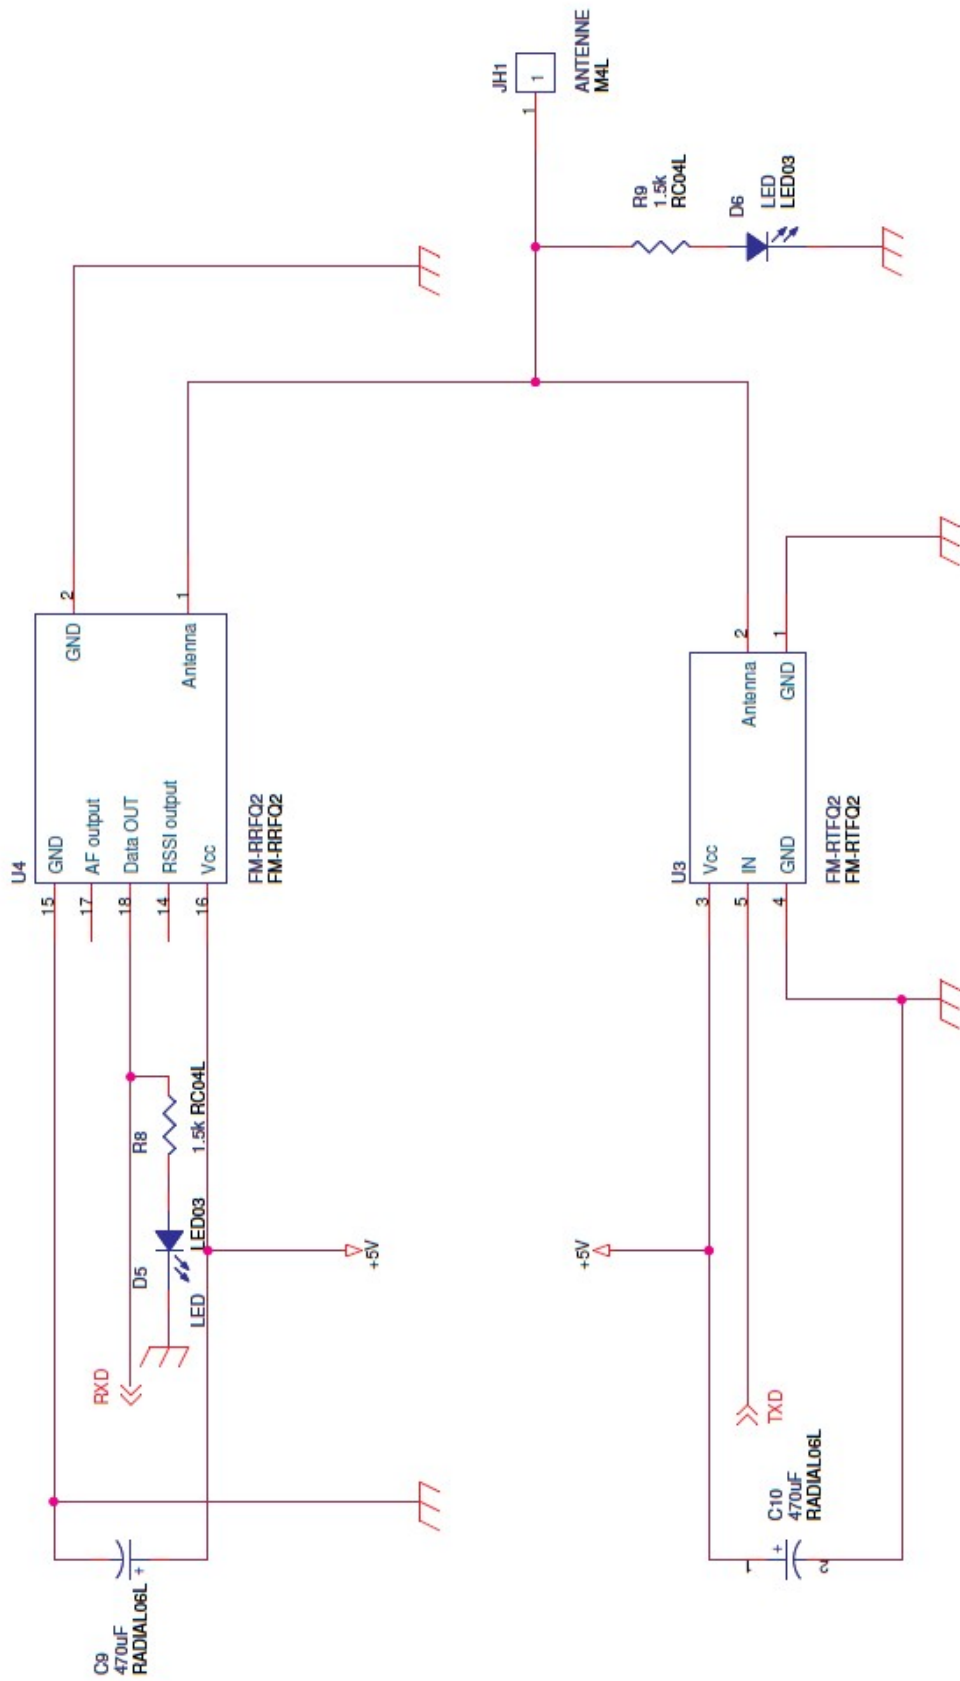 JH1
1
1
ANTENNE
M4L
R9
1.5k
RC04L
D6
LED
LED03
U4
GND
2
Antenna
1
15
GND
17
AF output
18
Data OUT
14
RSSI output
16
Vcc
FM-RRFQ2
FM-RRFQ2
U3
Antenna
2
GND
1
3
Vcc
5
IN
4
GND
FM-RTFQ2
FM-RTFQ2
R8
1.5k RC04L
D5
LED
LED03
RXD
+5V
+5V
TXD
C9
470uF
RADIAL06L
+
C10
470uF
RADIAL06L
+
1
2